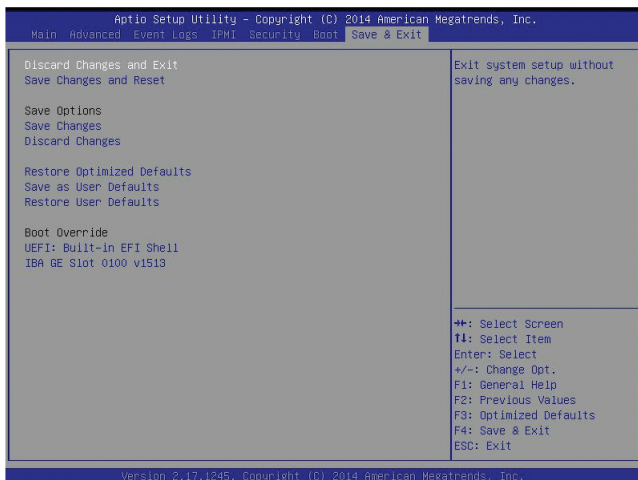 Aptio Setup Utility – Copyright (C) 2014 American Megatrends, Inc.
Main Advanced Event Logs IPMI Security Boot Save & Exit
Discard Changes and Exit
Save Changes and Reset
Save Options
Save Changes
Discard Changes
Restore Optimized Defaults
Save as User Defaults
Restore User Defaults
Boot Override
UEFI: Built-in EFI Shell
IBA GE Slot 0100 v1513
Exit system setup without
saving any changes.
→←: Select Screen
↑↓: Select Item
Enter: Select
+/-: Change Opt.
F1: General Help
F2: Previous Values
F3: Optimized Defaults
F4: Save & Exit
ESC: Exit
Version 2.17.1245. Copyright (C) 2014 American Megatrends, Inc.